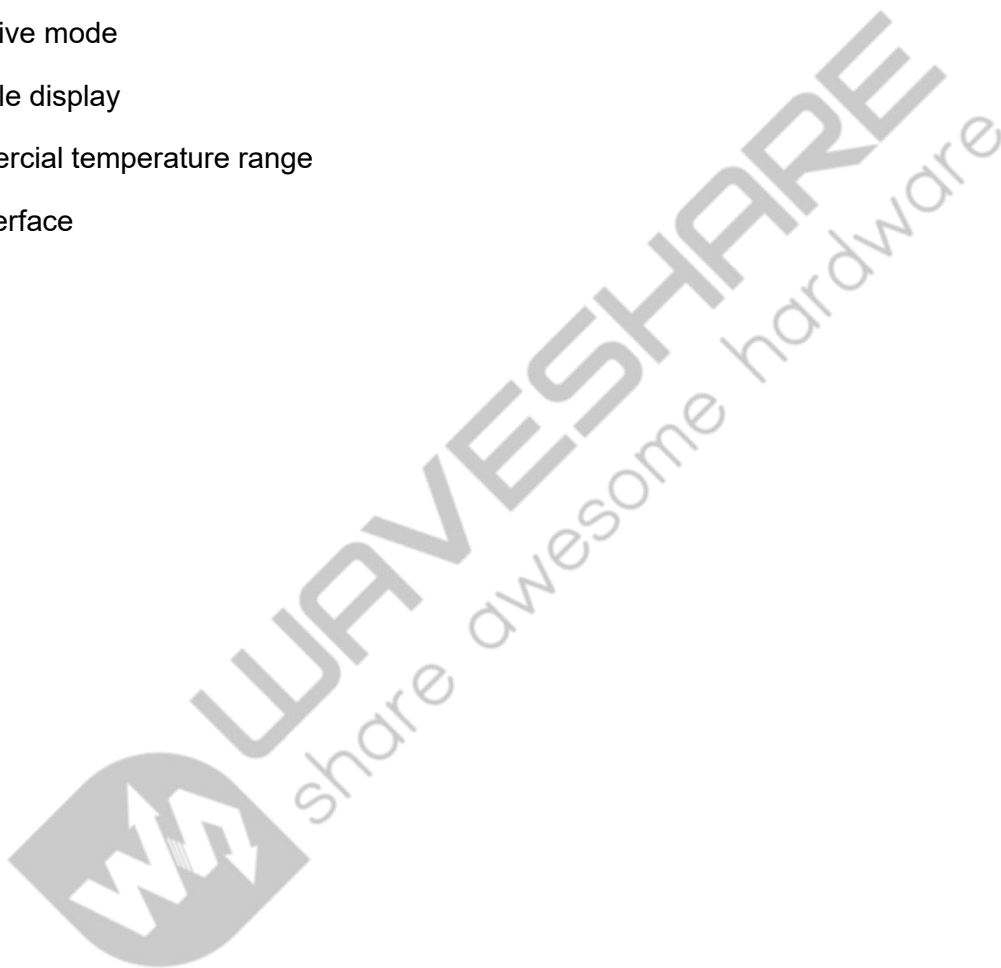 ive mode
le display
ercial temperature range
erface
WAVESHARE
share awesome hardware